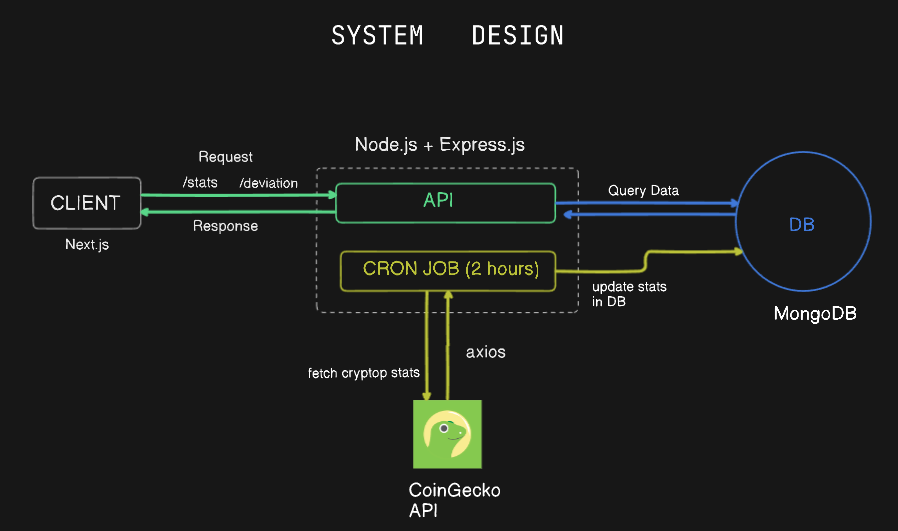 SYSTEM DESIGN
Node.js + Express.js
Request
/stats /deviation
CLIENT
API
Query Data
DB
Response
Next.js
CRON JOB (2 hours)
update stats
in DB
MongoDB
axios
fetch cryptop stats
CoinGecko
API